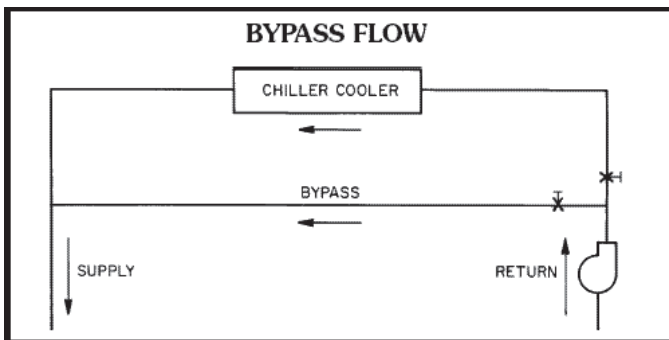 BYPASS FLOW
CHILLER COOLER
BYPASS
SUPPLY
RETURN